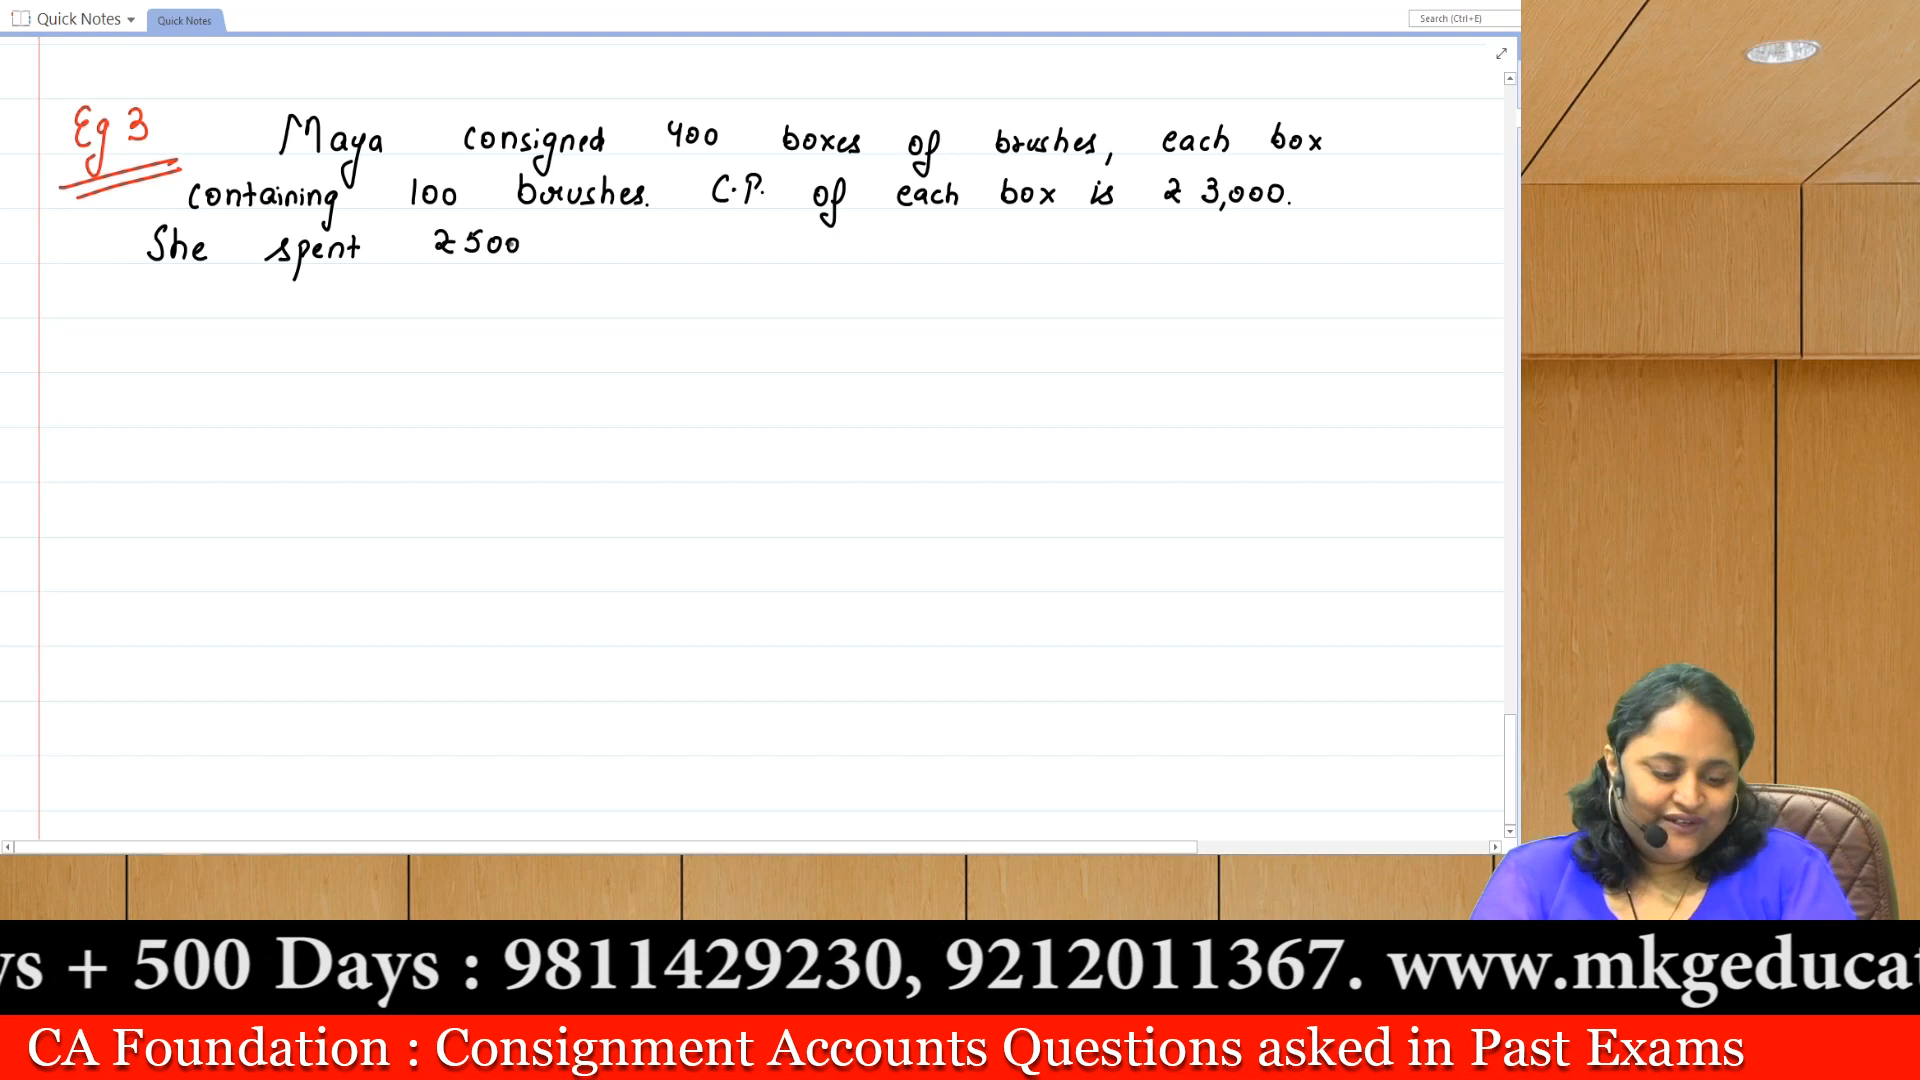 Quick Notes
Quick Notes
Search (Ctrl+E)
Eg 3 Maya consigned 400 boxes of brushes, each box
containing 100 brushes. C.P. of each box is ₹ 3,000.
She spent ₹500
ys + 500 Days : 9811429230, 9212011367. www.mkgeducat
CA Foundation : Consignment Accounts Questions asked in Past Exams